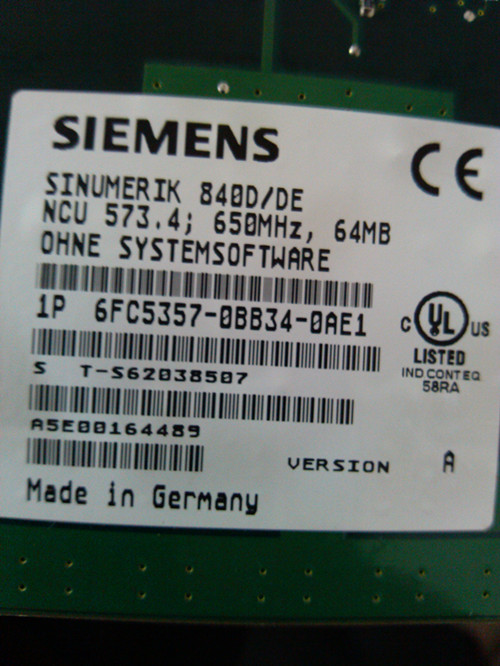 SIEMENS
CE
SINUMERIK 840D/DE
NCU 573.4; 650MHz, 64MB
OHNE SYSTEMSOFTWARE
1P 6FC5357-0BB34-0AE1
C UL US
LISTED
IND CONT EQ
58RA
S T-S62038507
A5E00164489
VERSION A
Made in Germany